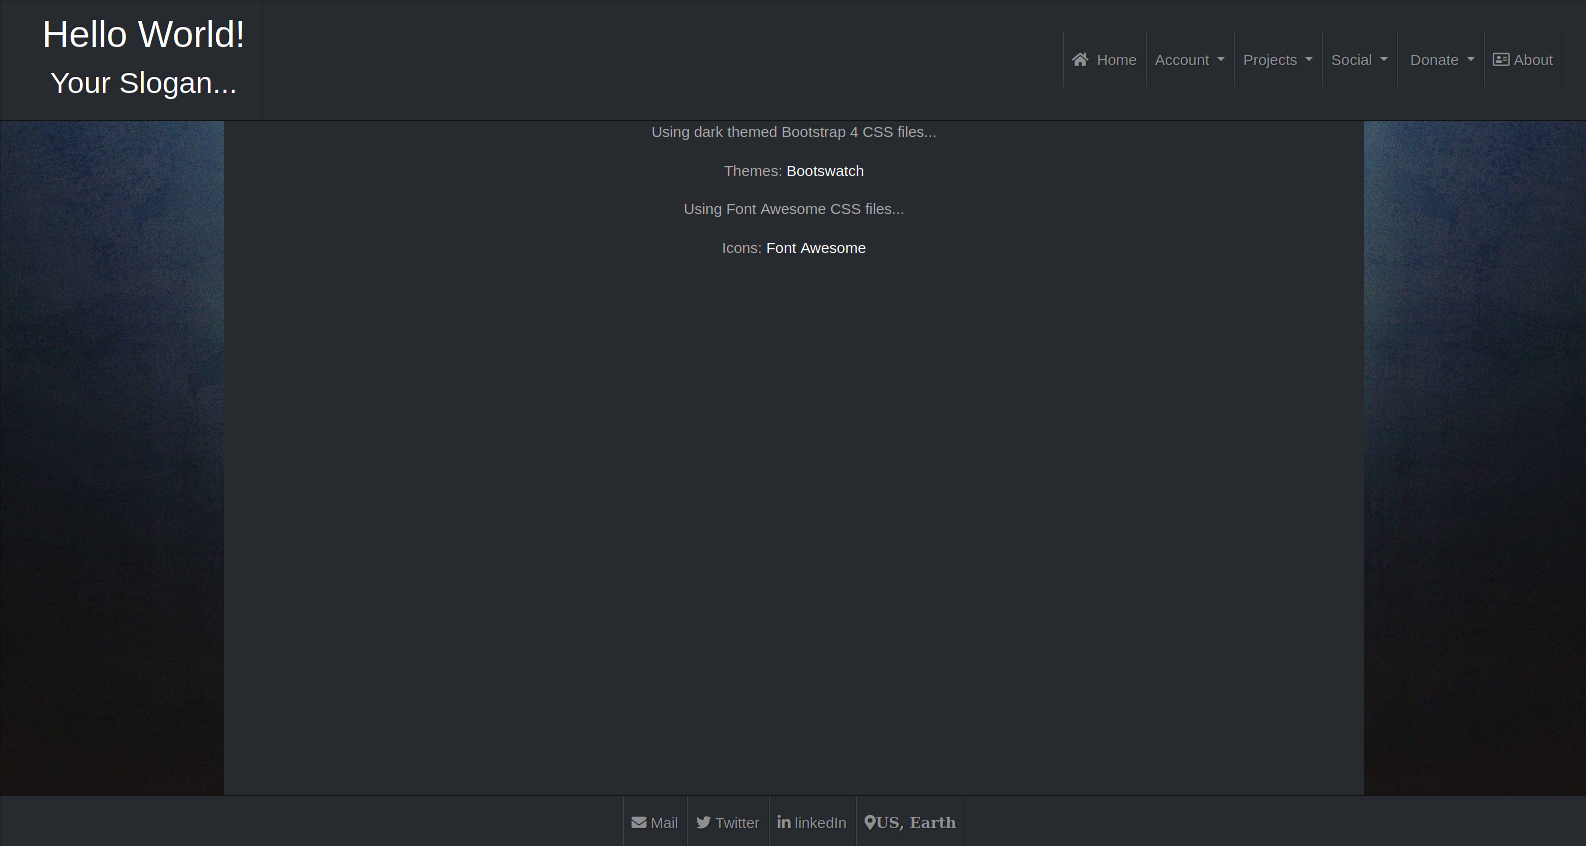 Hello World!
Your Slogan...
Home Account Projects Social Donate About
Using dark themed Bootstrap 4 CSS files...
Themes: Bootswatch
Using Font Awesome CSS files...
Icons: Font Awesome
Mail Twitter linkedIn US, Earth